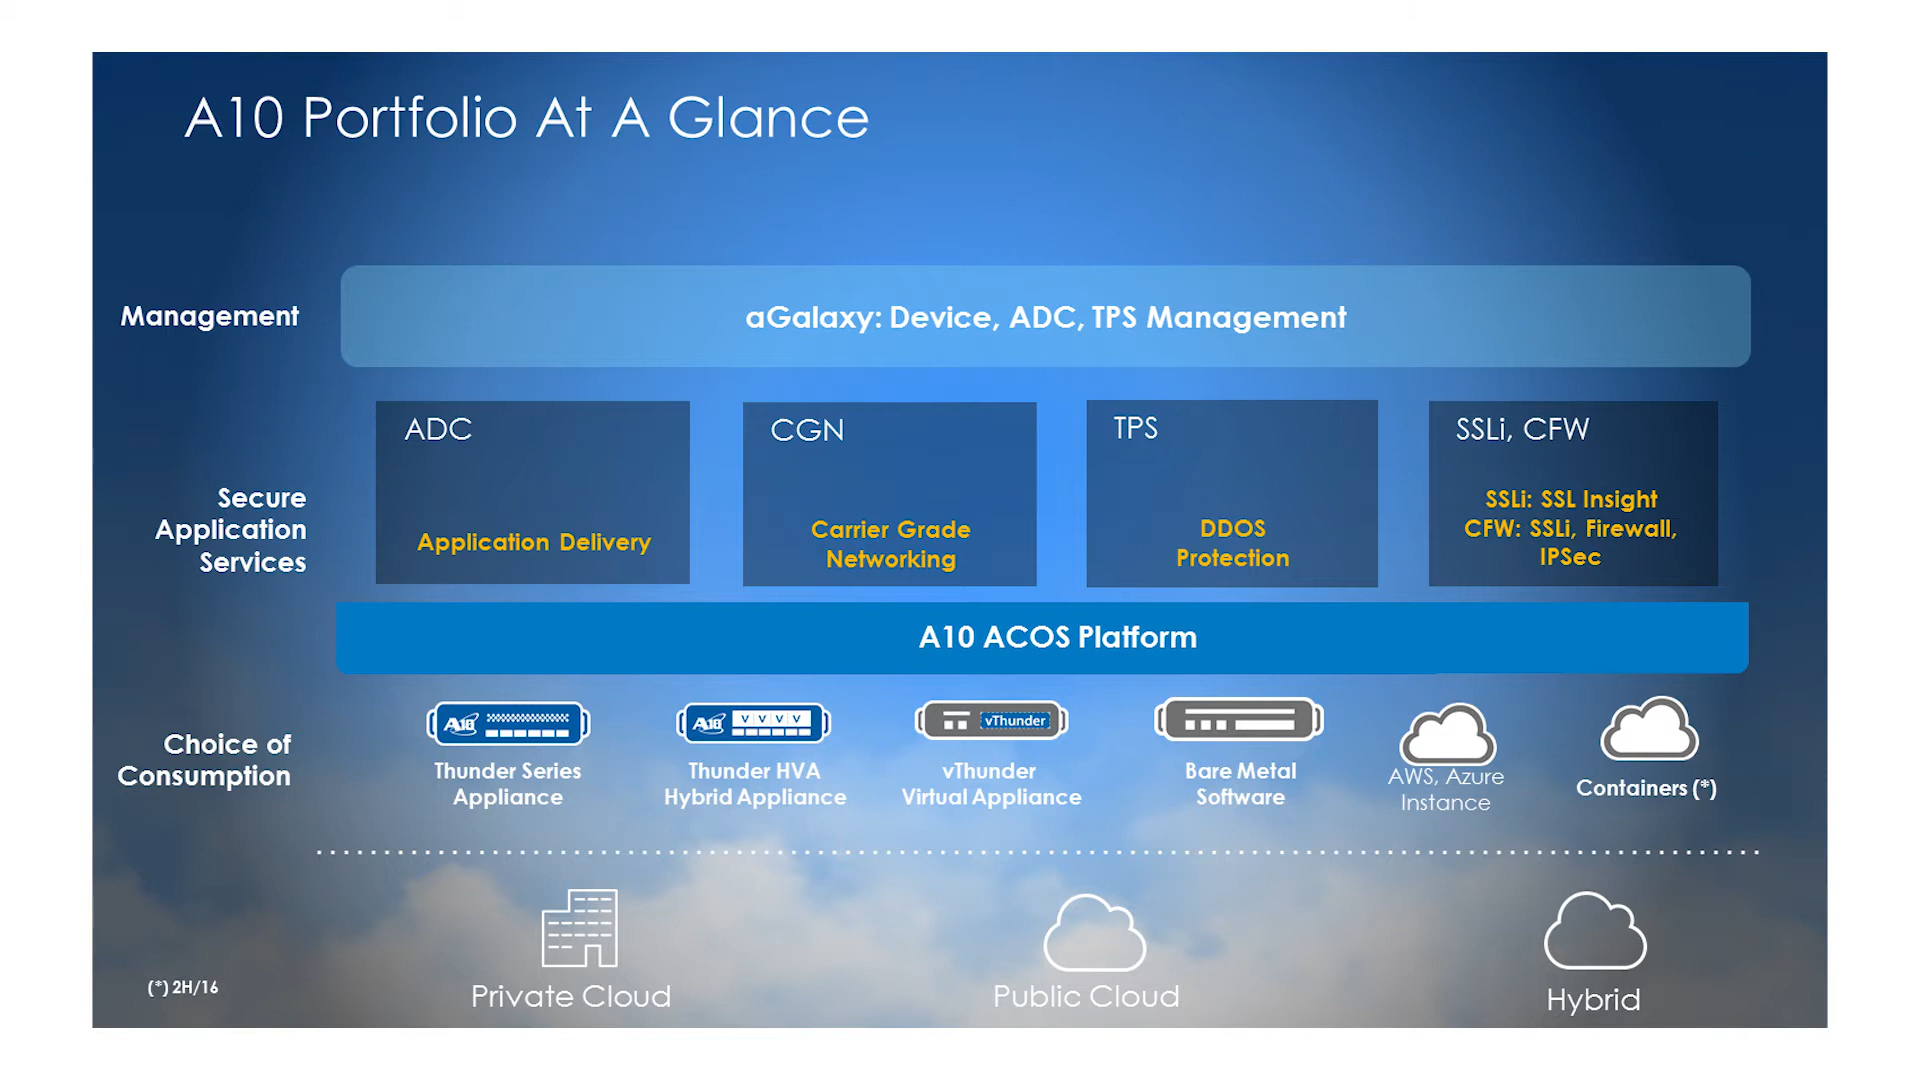 A10 Portfolio At A Glance
Management
aGalaxy: Device, ADC, TPS Management
Secure
Application
Services
ADC
Application Delivery
CGN
Carrier Grade
Networking
TPS
DDOS
Protection
SSLi, CFW
SSLi: SSL Insight
CFW: SSLi, Firewall,
IPSec
A10 ACOS Platform
Choice of
Consumption
A10
Thunder Series
Appliance
A10 V V V V
Thunder HVA
Hybrid Appliance
vThunder
vThunder
Virtual Appliance
Bare Metal
Software
AWS, Azure
Instance
Containers (*)
Private Cloud
Public Cloud
Hybrid
(*) 2H/16